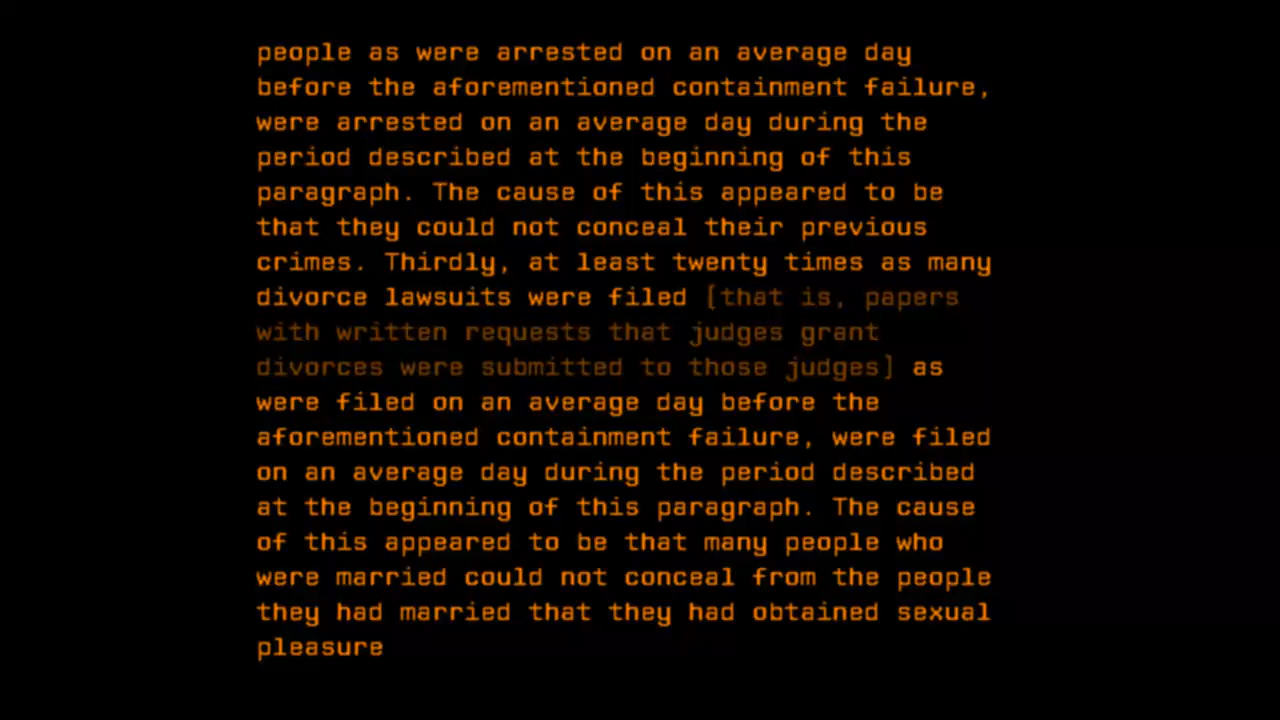 people as were arrested on an average day
before the aforementioned containment failure,
were arrested on an average day during the
period described at the beginning of this
paragraph. The cause of this appeared to be
that they could not conceal their previous
crimes. Thirdly, at least twenty times as many
divorce lawsuits were filed [that is, papers
with written requests that judges grant
divorces were submitted to those judges] as
were filed on an average day before the
aforementioned containment failure, were filed
on an average day during the period described
at the beginning of this paragraph. The cause
of this appeared to be that many people who
were married could not conceal from the people
they had married that they had obtained sexual
pleasure